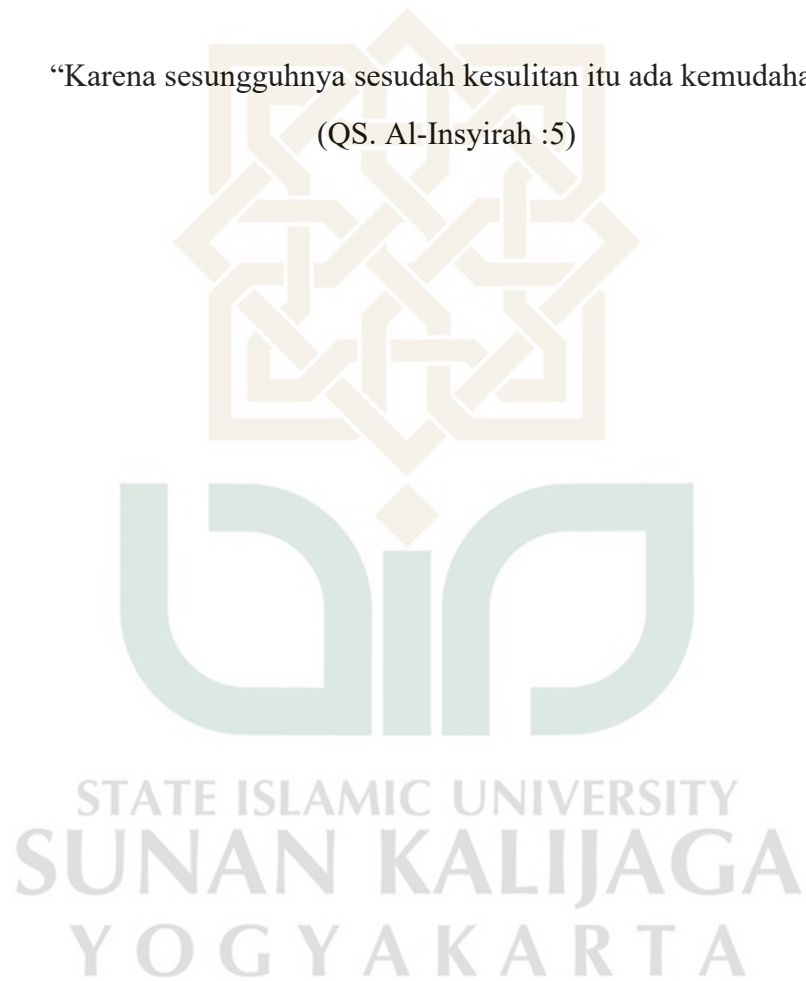 “Karena sesungguhnya sesudah kesulitan itu ada kemudaha
(QS. Al-Insyirah :5)
STATE ISLAMIC UNIVERSITY
SUNAN KALIJAGA
YOGYAKARTA